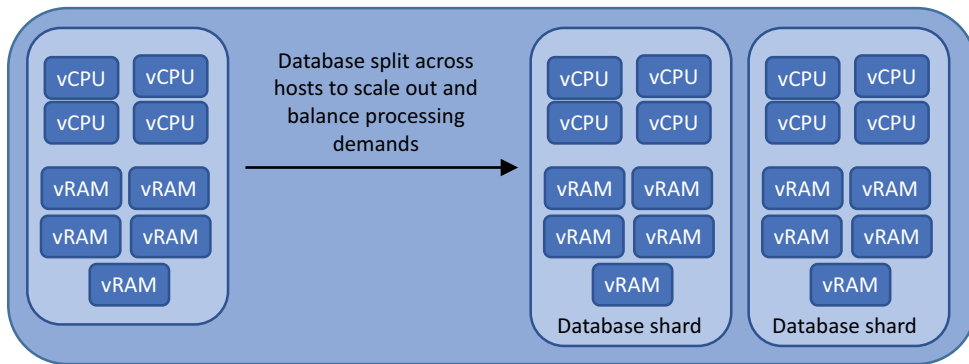 vCPU vCPU
vCPU vCPU
vRAM vRAM
vRAM vRAM
vRAM
Database split across
hosts to scale out and
balance processing
demands
vCPU vCPU
vCPU vCPU
vRAM vRAM
vRAM vRAM
vRAM
Database shard
vCPU vCPU
vCPU vCPU
vRAM vRAM
vRAM vRAM
vRAM
Database shard